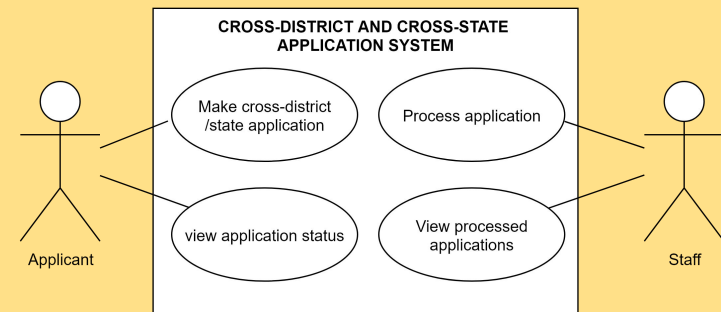 CROSS-DISTRICT AND CROSS-STATE
APPLICATION SYSTEM
Make cross-district
/state application
Process application
view application status
View processed
applications
Applicant
Staff